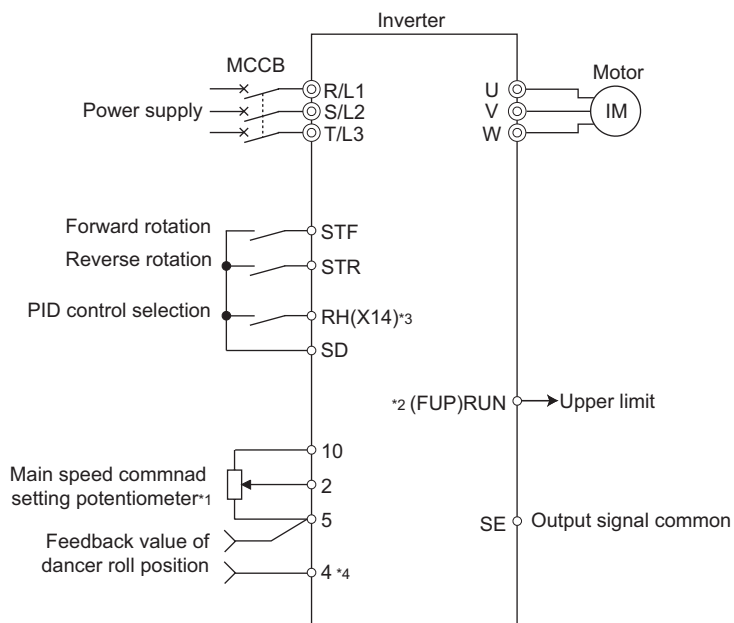 Inverter
MCCB
Motor
R/L1
U
Power supply
S/L2
V
IM
T/L3
W
Forward rotation
STF
Reverse rotation
STR
PID control selection
RH(X14)*3
SD
*2 (FUP)RUN
Upper limit
10
Main speed commnad
setting potentiometer*1
2
5
SE
Output signal common
Feedback value of
dancer roll position
4 *4